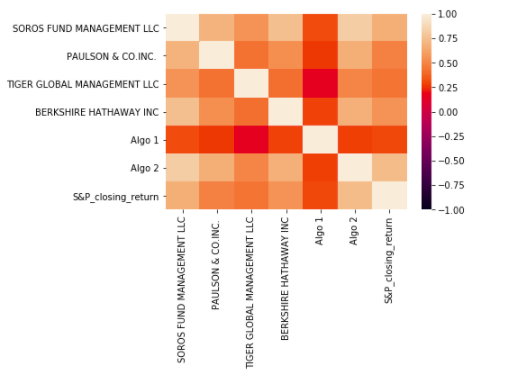 SOROS FUND MANAGEMENT LLC
PAULSON & CO.INC.
TIGER GLOBAL MANAGEMENT LLC
BERKSHIRE HATHAWAY INC
Algo 1
Algo 2
S&P_closing_return
SOROS FUND MANAGEMENT LLC
PAULSON & CO.INC.
TIGER GLOBAL MANAGEMENT LLC
BERKSHIRE HATHAWAY INC
Algo 1
Algo 2
S&P_closing_return
1.00
0.75
0.50
0.25
0.00
−0.25
−0.50
−0.75
−1.00